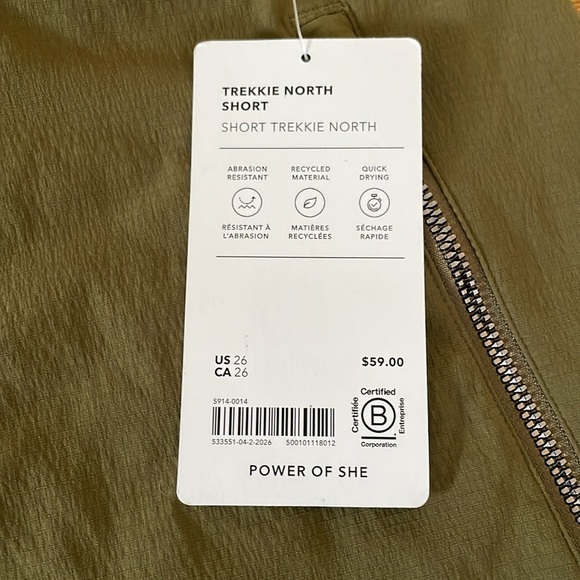 TREKKIE NORTH
SHORT
SHORT TREKKIE NORTH
ABRASION
RESISTANT
RECYCLED
MATERIAL
QUICK
DRYING
RÉSISTANT À
L'ABRASION
MATIÈRES
RECYCLÉES
SÉCHAGE
RAPIDE
US 26
CA 26
$59.00
S914-0014
533551-04-2-2026 500101118012
Certified
Certifiée
B
Entreprise
Corporation
POWER OF SHE